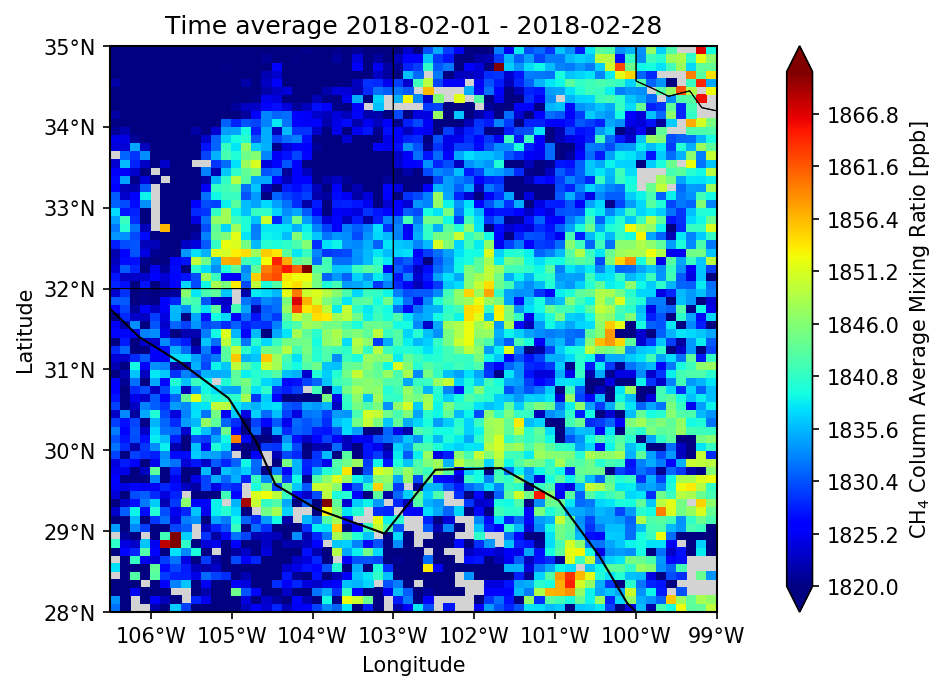 Time average 2018-02-01 - 2018-02-28
35°N
34°N
33°N
32°N
31°N
30°N
29°N
28°N
Latitude
106°W 105°W 104°W 103°W 102°W 101°W 100°W 99°W
Longitude
1866.8
1861.6
1856.4
1851.2
1846.0
1840.8
1835.6
1830.4
1825.2
1820.0
CH₄ Column Average Mixing Ratio [ppb]